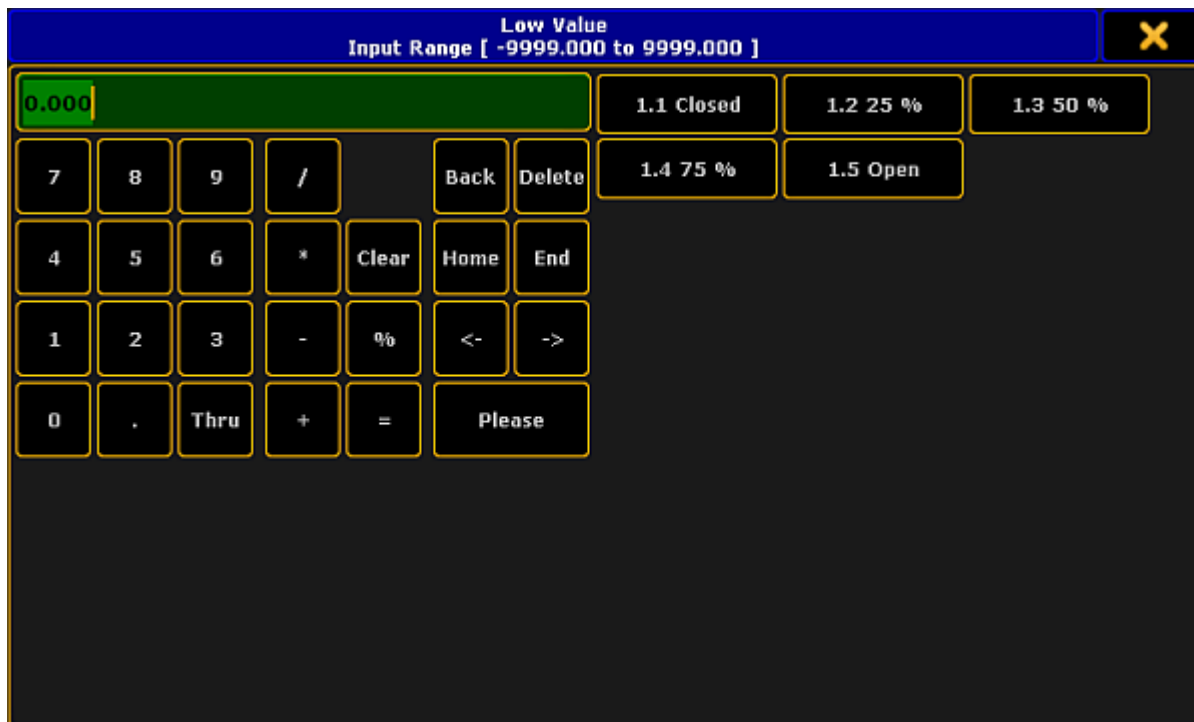 Low Value
Input Range [ -9999.000 to 9999.000 ]
0.000
1.1 Closed
1.2 25 %
1.3 50 %
7
8
9
/
Back
Delete
1.4 75 %
1.5 Open
4
5
6
*
Clear
Home
End
1
2
3
-
%
<-
->
0
.
Thru
+
=
Please